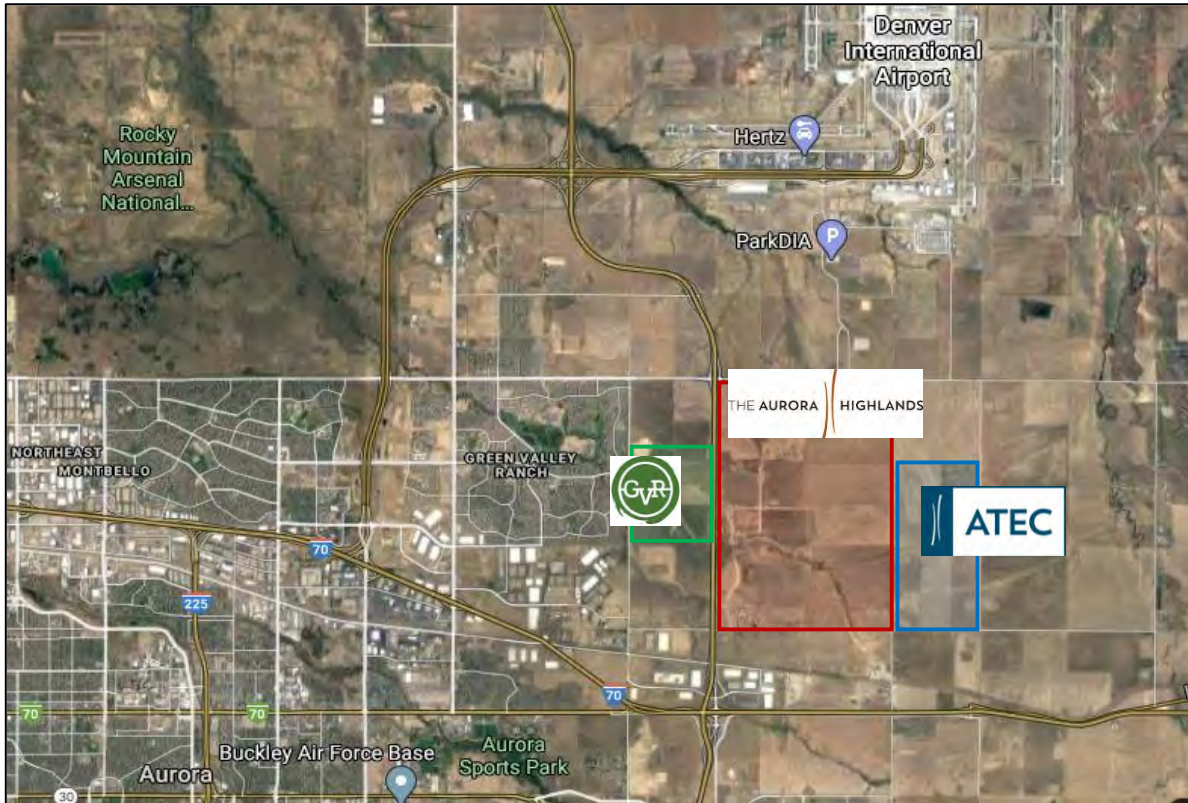 Denver
International
Airport
Rocky
Mountain
Arsenal
National...
Hertz
ParkDIA
P
THE AURORA HIGHLANDS
NORTHEAST
MONTBELLO
GREEN VALLEY
RANCH
GVR
ATEC
70
225
70
70
70
Buckley Air Force Base
Aurora
Sports Park
Aurora
30